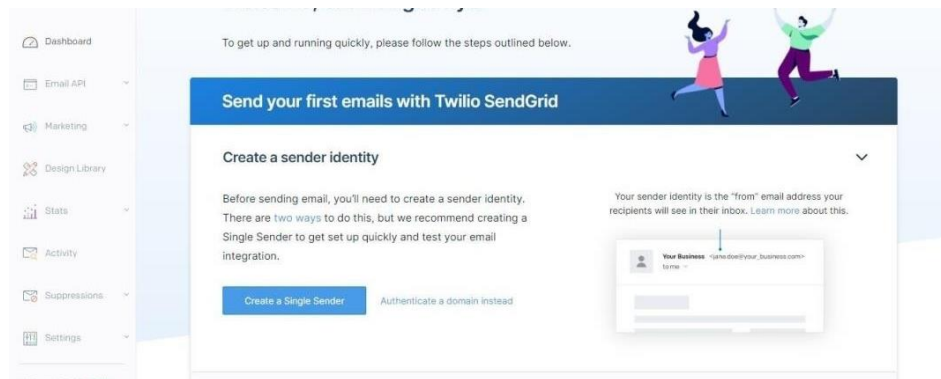 Dashboard
To get up and running quickly, please follow the steps outlined below.
Email API
Send your first emails with Twilio SendGrid
Marketing
Create a sender identity
Design Library
Before sending email, you'll need to create a sender identity.
There are two ways to do this, but we recommend creating a
Single Sender to get set up quickly and test your email
integration.
Your sender identity is the "from" email address your
recipients will see in their inbox. Learn more about this.
Stats
Activity
Your Business <jane.doe@your_business.com>
to me
Suppressions
Create a Single Sender
Authenticate a domain instead
Settings